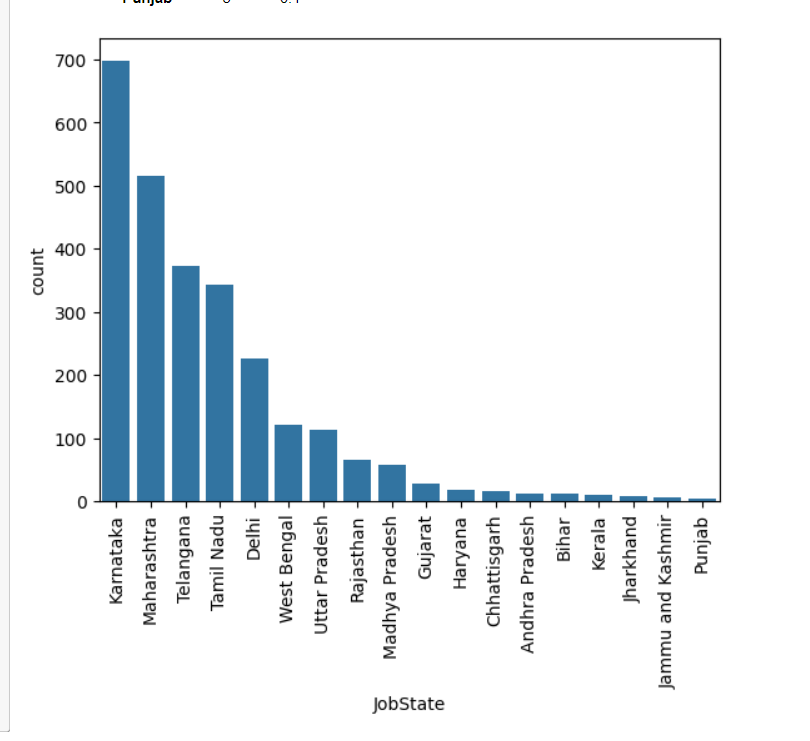 Punjab
700
600
500
400
300
200
100
0
count
Karnataka
Maharashtra
Telangana
Tamil Nadu
Delhi
West Bengal
Uttar Pradesh
Rajasthan
Madhya Pradesh
Gujarat
Haryana
Chhattisgarh
Andhra Pradesh
Bihar
Kerala
Jharkhand
Jammu and Kashmir
Punjab
JobState